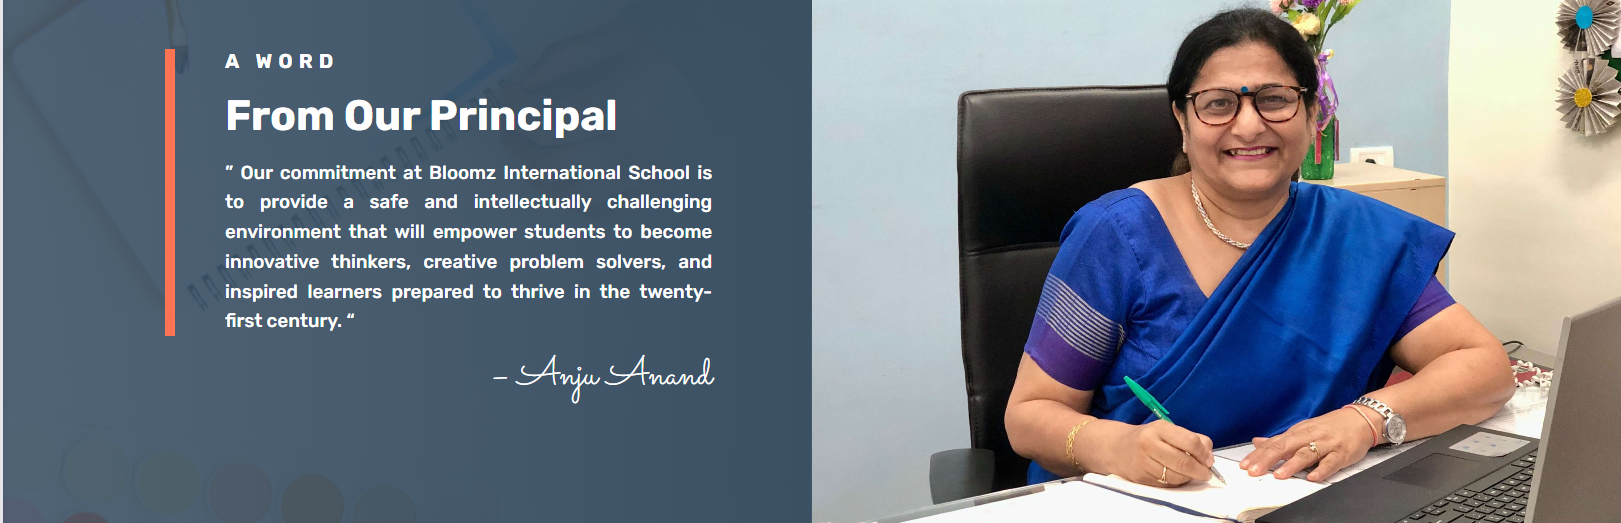 A WORD
From Our Principal
” Our commitment at Bloomz International School is
to provide a safe and intellectually challenging
environment that will empower students to become
innovative thinkers, creative problem solvers, and
inspired learners prepared to thrive in the twenty-
first century. “
– Anju Anand